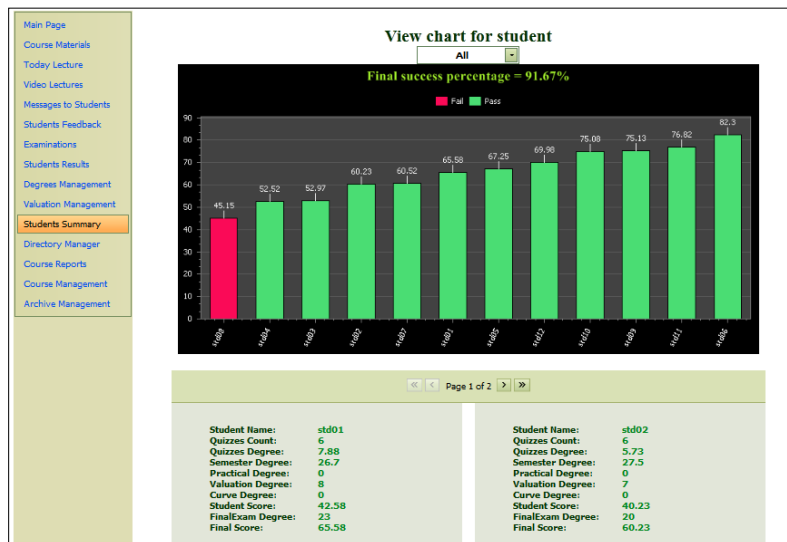 Main Page
Course Materials
Today Lecture
Video Lectures
Messages to Students
Students Feedback
Examinations
Students Results
Degrees Management
Valuation Management
Students Summary
Directory Manager
Course Reports
Course Management
Archive Management
View chart for student
All
Final success percentage = 91.67%
Fail Pass
90
80
70
60
50
40
30
20
10
0
45.15 52.52 52.97 60.23 60.52 65.58 67.25 69.98 75.08 75.13 76.82 82.3
std08 std04 std03 std02 std07 std01 std05 std12 std10 std09 std11 std06
Page 1 of 2
Student Name: std01
Quizzes Count: 6
Quizzes Degree: 7.88
Semester Degree: 26.7
Practical Degree: 0
Valuation Degree: 8
Curve Degree: 0
Student Score: 42.58
FinalExam Degree: 23
Final Score: 65.58
Student Name: std02
Quizzes Count: 6
Quizzes Degree: 5.73
Semester Degree: 27.5
Practical Degree: 0
Valuation Degree: 7
Curve Degree: 0
Student Score: 40.23
FinalExam Degree: 20
Final Score: 60.23